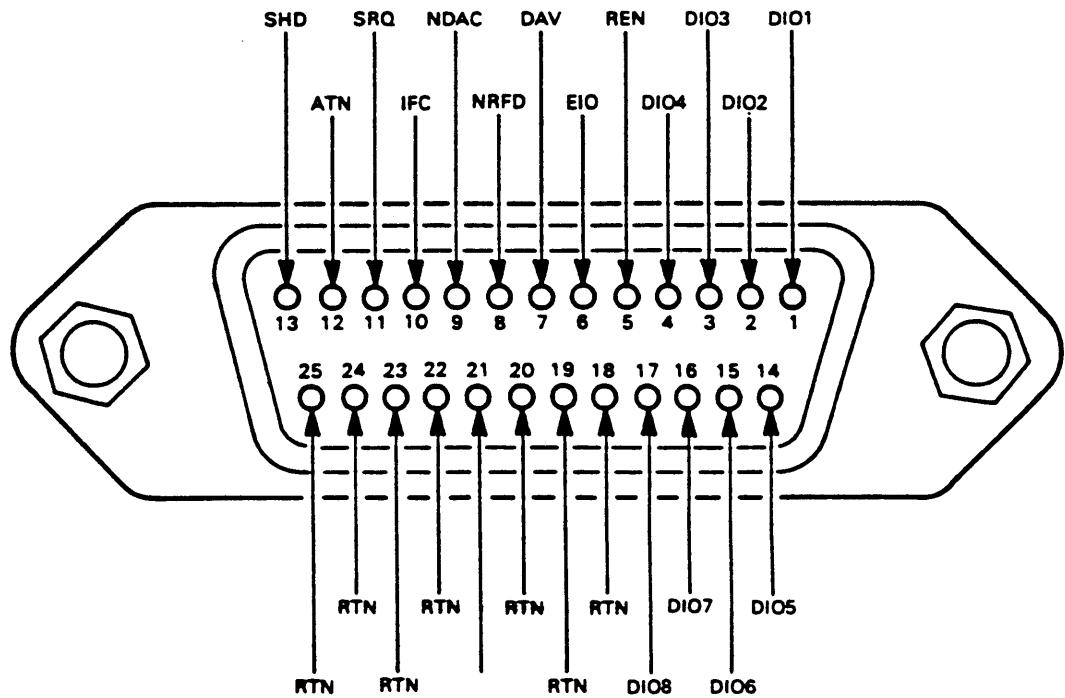 SHD SRQ NDAC DAV REN DIO3 DIO1
ATN IFC NRFD EIO DIO4 DIO2
13 12 11 10 9 8 7 6 5 4 3 2 1
25 24 23 22 21 20 19 18 17 16 15 14
RTN RTN RTN RTN DIO7 DIO5
RTN RTN RTN DIO8 DIO6